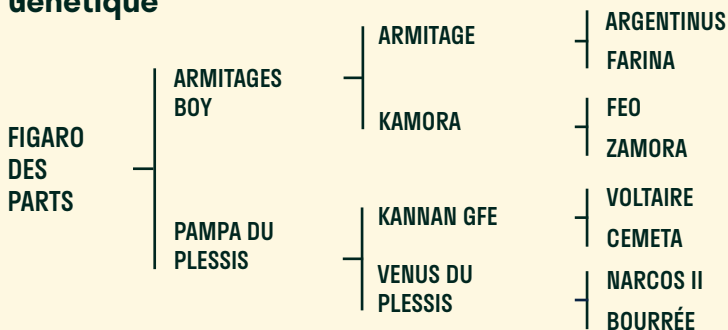 Génétique
ARGENTINUS
ARMITAGE
FARINA
ARMITAGES
BOY
FEO
KAMORA
ZAMORA
FIGARO
DES
PARTS
VOLTAIRE
KANNAN GFE
CEMETA
PAMPA DU
PLESSIS
NARCOS II
VENUS DU
PLESSIS
BOURRÉE